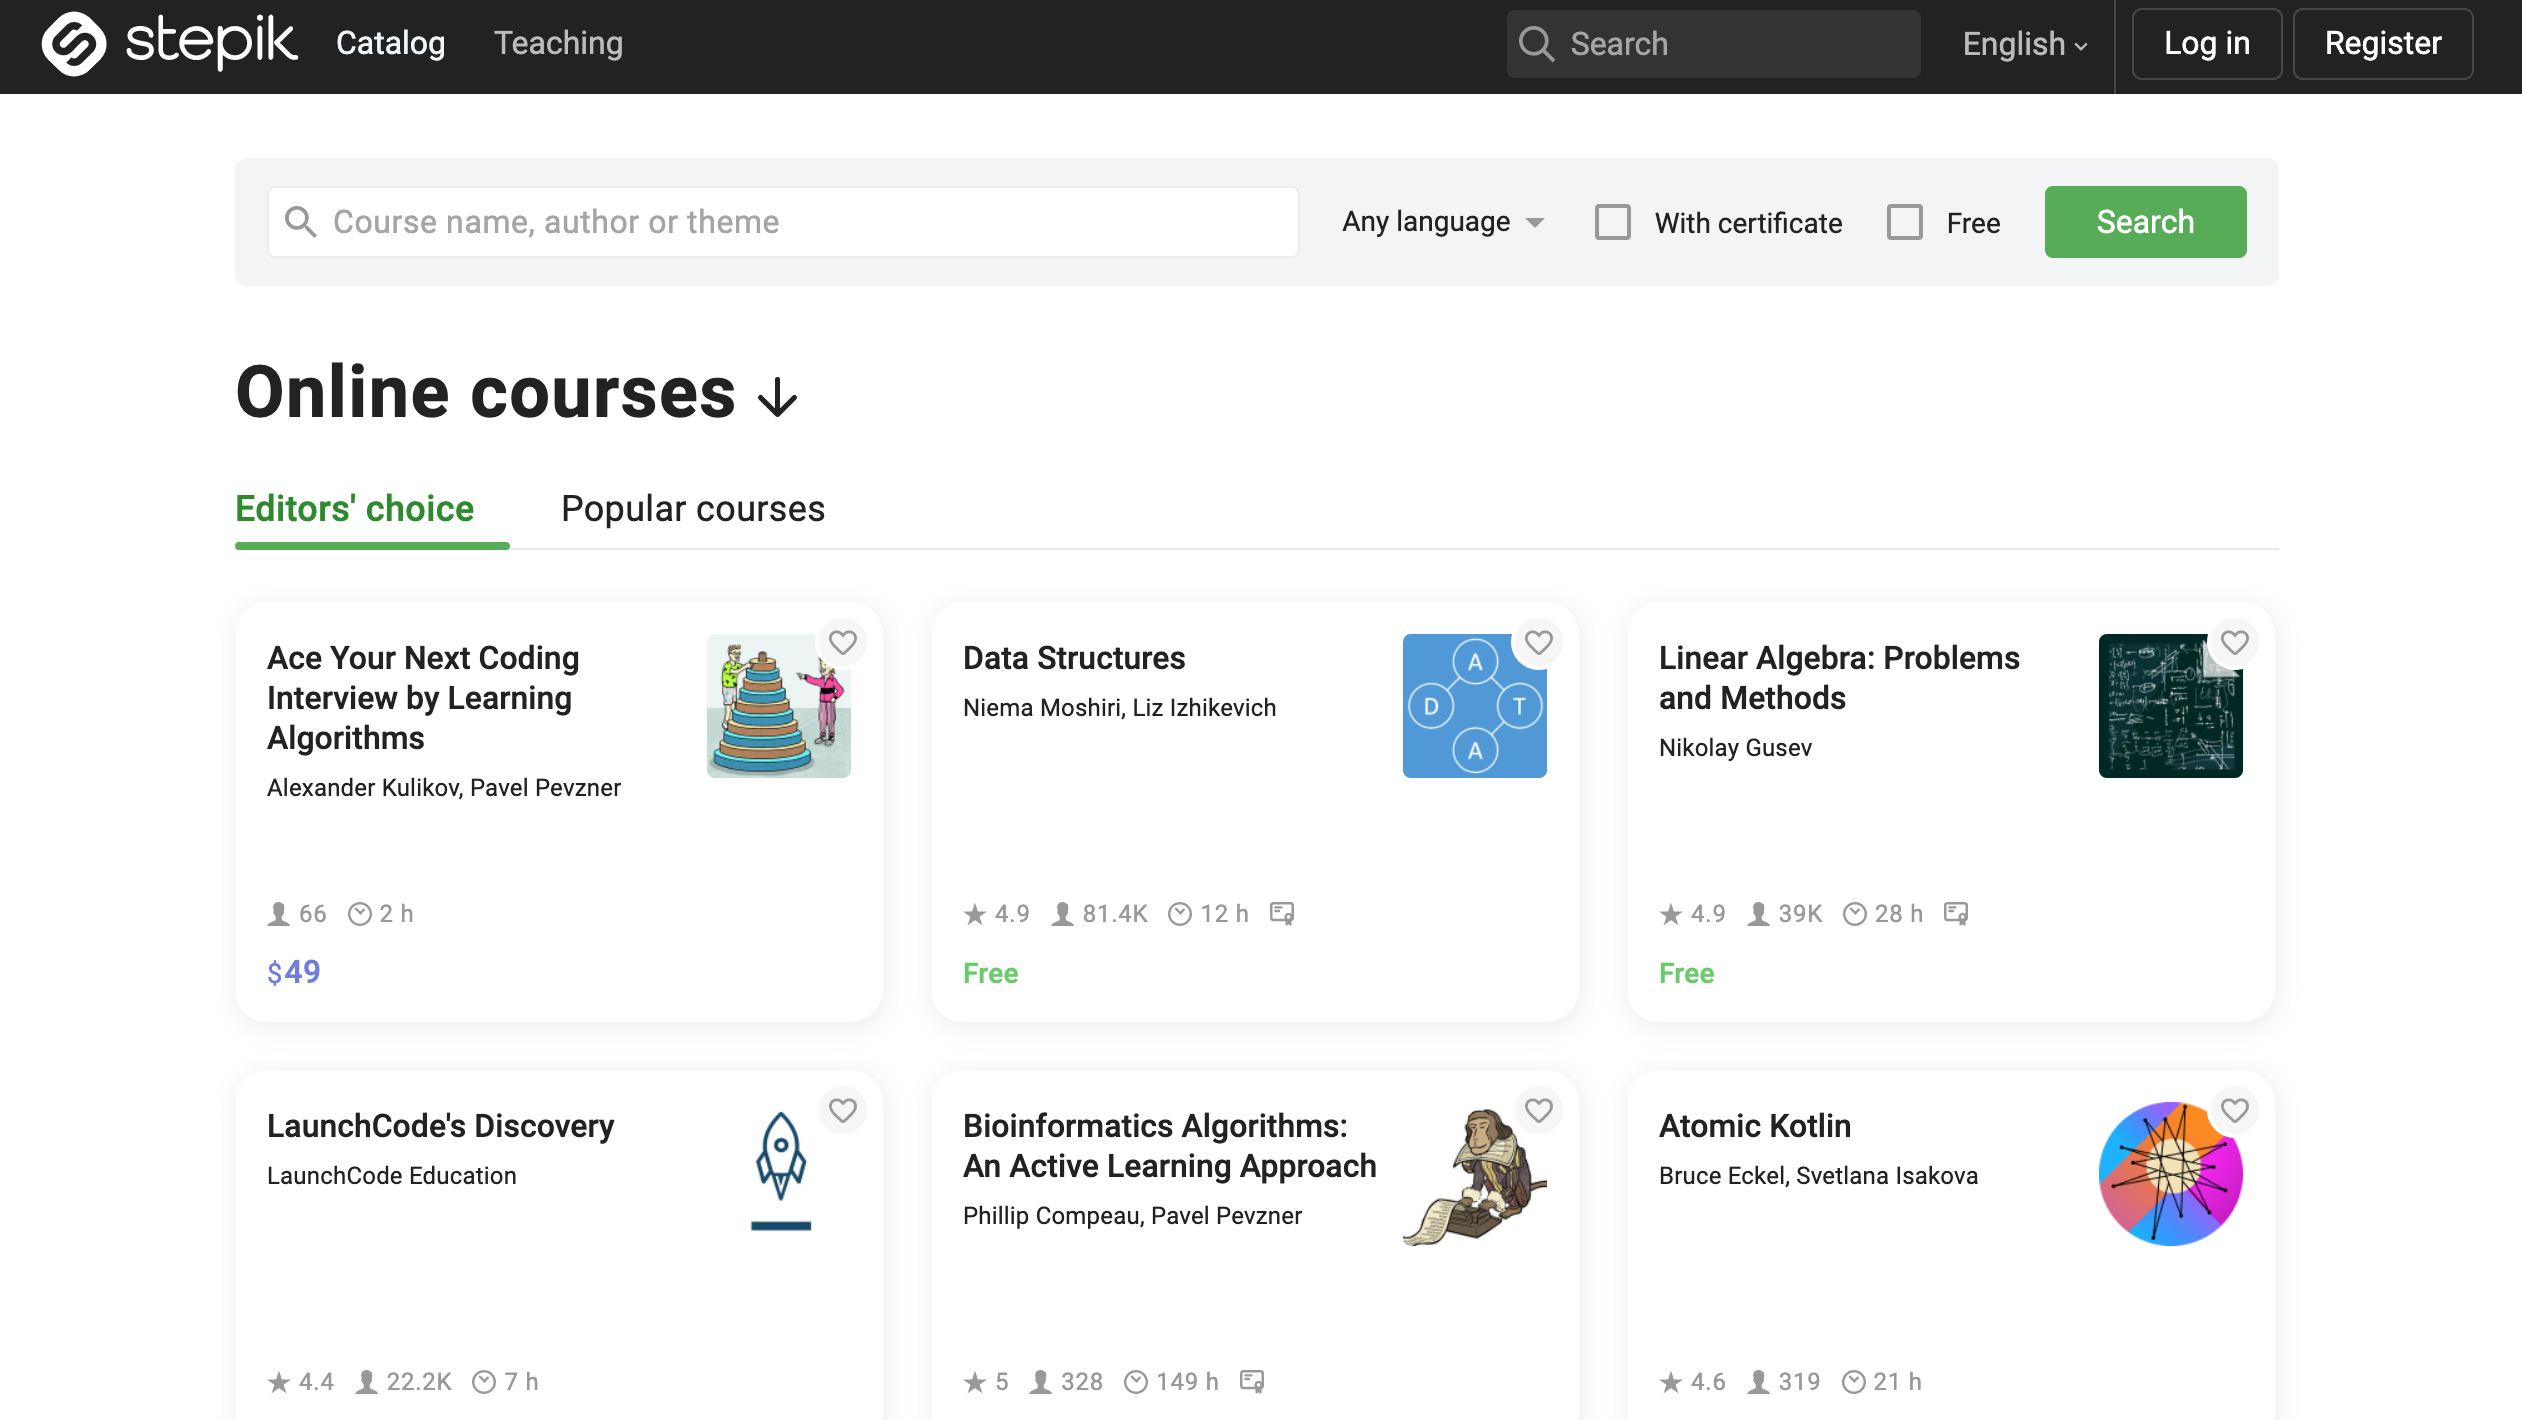 stepik Catalog Teaching Search English Log in Register
Course name, author or theme Any language With certificate Free Search
Online courses
Editors' choice Popular courses
Ace Your Next Coding
Interview by Learning
Algorithms
Alexander Kulikov, Pavel Pevzner
66 2 h
$49
Data Structures
Niema Moshiri, Liz Izhikevich
A
D T
A
4.9 81.4K 12 h
Free
Linear Algebra: Problems
and Methods
Nikolay Gusev
4.9 39K 28 h
Free
LaunchCode's Discovery
LaunchCode Education
4.4 22.2K 7 h
Bioinformatics Algorithms:
An Active Learning Approach
Phillip Compeau, Pavel Pevzner
5 328 149 h
Atomic Kotlin
Bruce Eckel, Svetlana Isakova
4.6 319 21 h